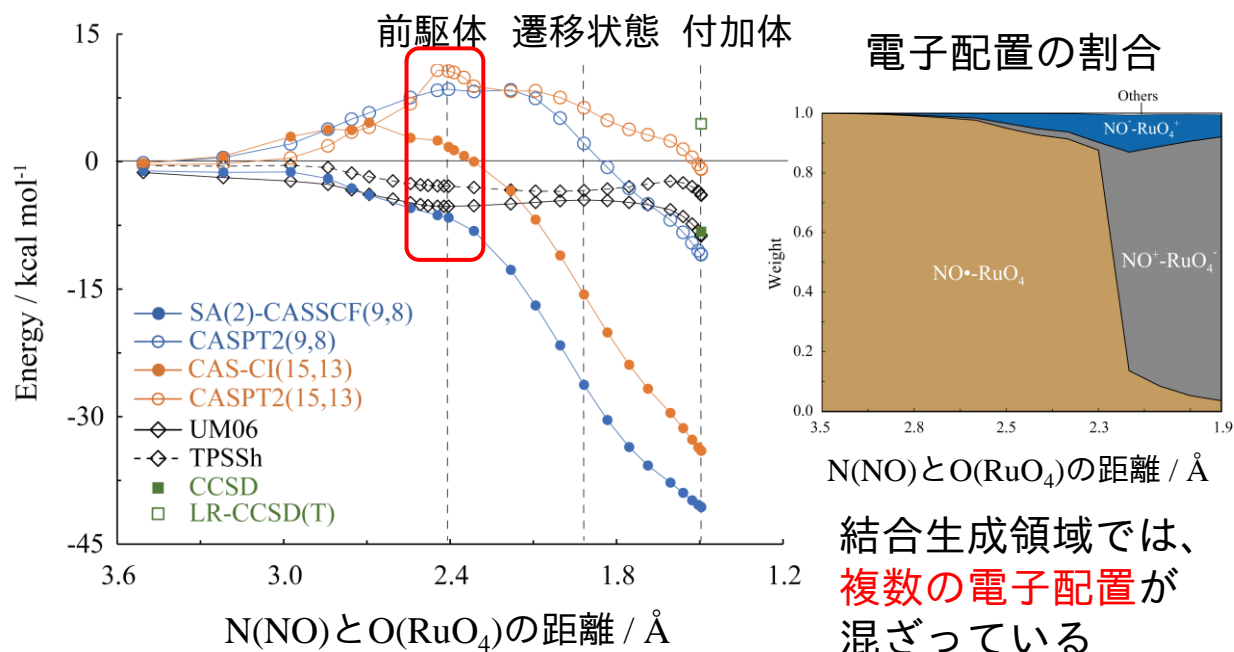 前駆体 遷移状態 付加体
15
0
-15
-30
-45
Energy / kcal mol⁻¹
SA(2)-CASSCF(9,8)
CASPT2(9,8)
CAS-CI(15,13)
CASPT2(15,13)
UM06
TPSSh
CCSD
LR-CCSD(T)
3.6 3.0 2.4 1.8 1.2
N(NO)とO(RuO₄)の距離 / Å
電子配置の割合
Others
NO⁻-RuO₄⁺
NO•-RuO₄
NO⁺-RuO₄⁻
Weight
1.0
0.8
0.6
0.4
0.2
0.0
3.5 2.8 2.5 2.3 1.9
N(NO)とO(RuO₄)の距離 / Å
結合生成領域では、
複数の電子配置が
混ざっている